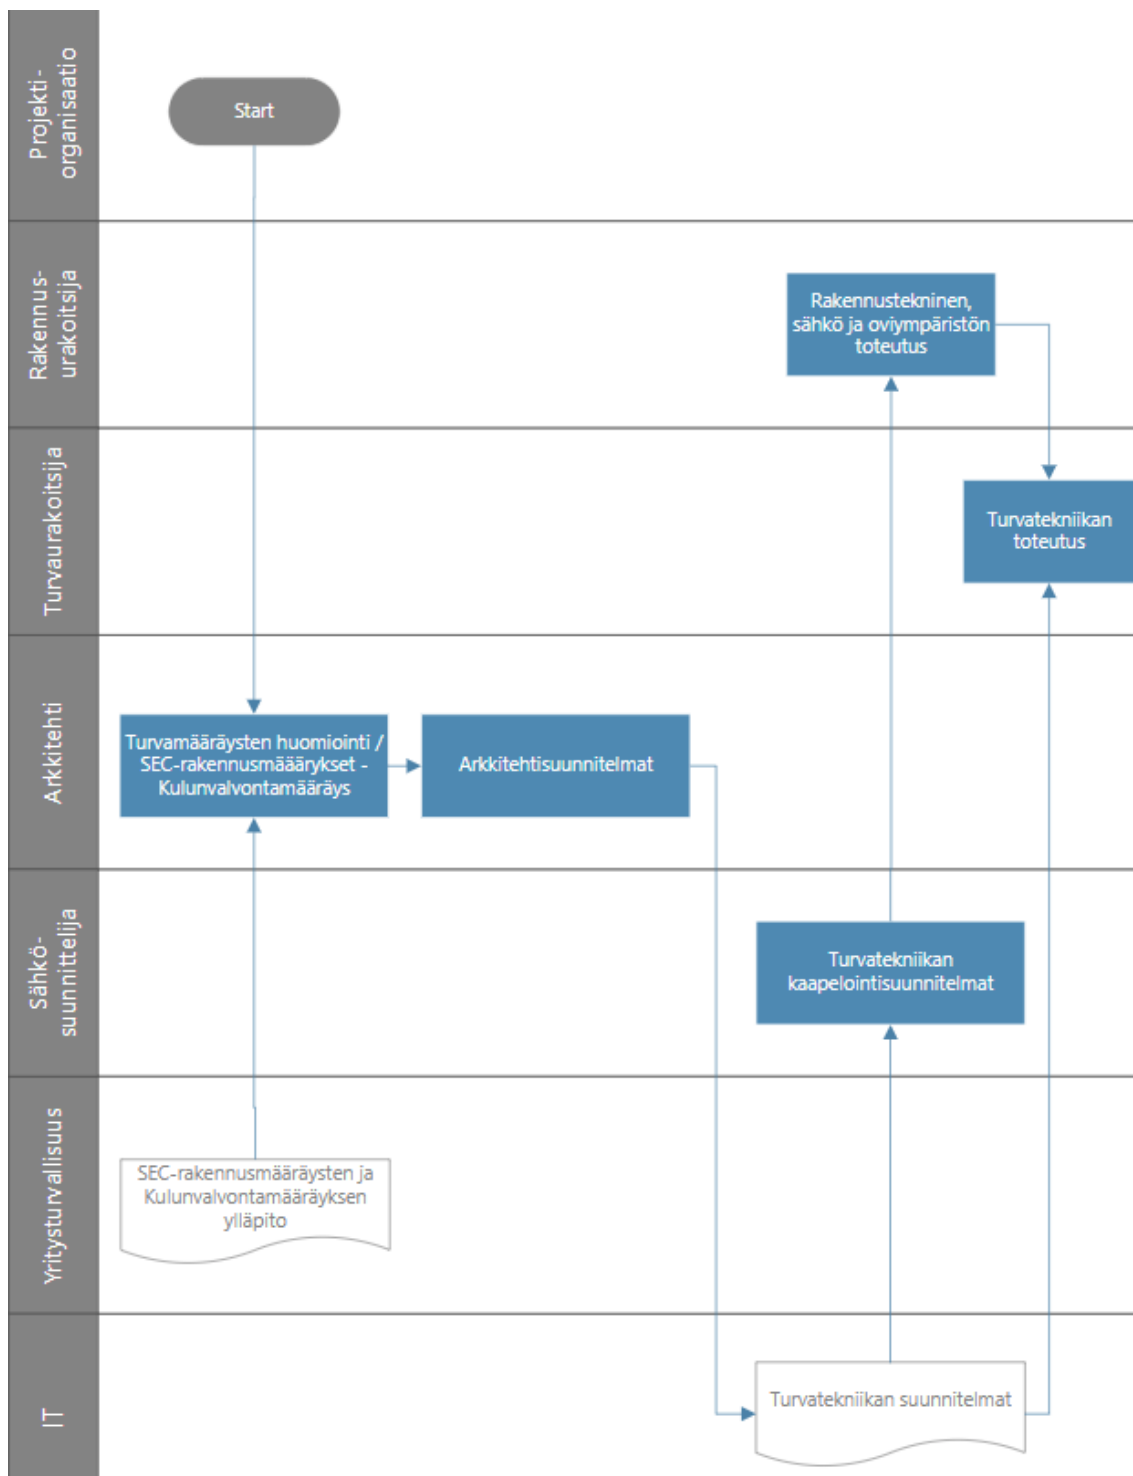 Projekti-
organisaatio
Start
Rakennus-
urakoitsija
Rakennustekninen,
sähkö ja oviympäristön
toteutus
Turvaurakoitsija
Turvatekniikan
toteutus
Arkkitehti
Turvamääräysten huomiointi /
SEC-rakennusmäääryket -
Kulunvalvontamääräys
Arkkitehtisuunnitelmat
Sähkö-
suunnittelija
Turvatekniikan
kaapelointisuunnitelmat
Yritysturvallisuus
SEC-rakennusmääräysten ja
Kulunvalvontamääräyksen
ylläpito
IT
Turvatekniikan suunnitelmat